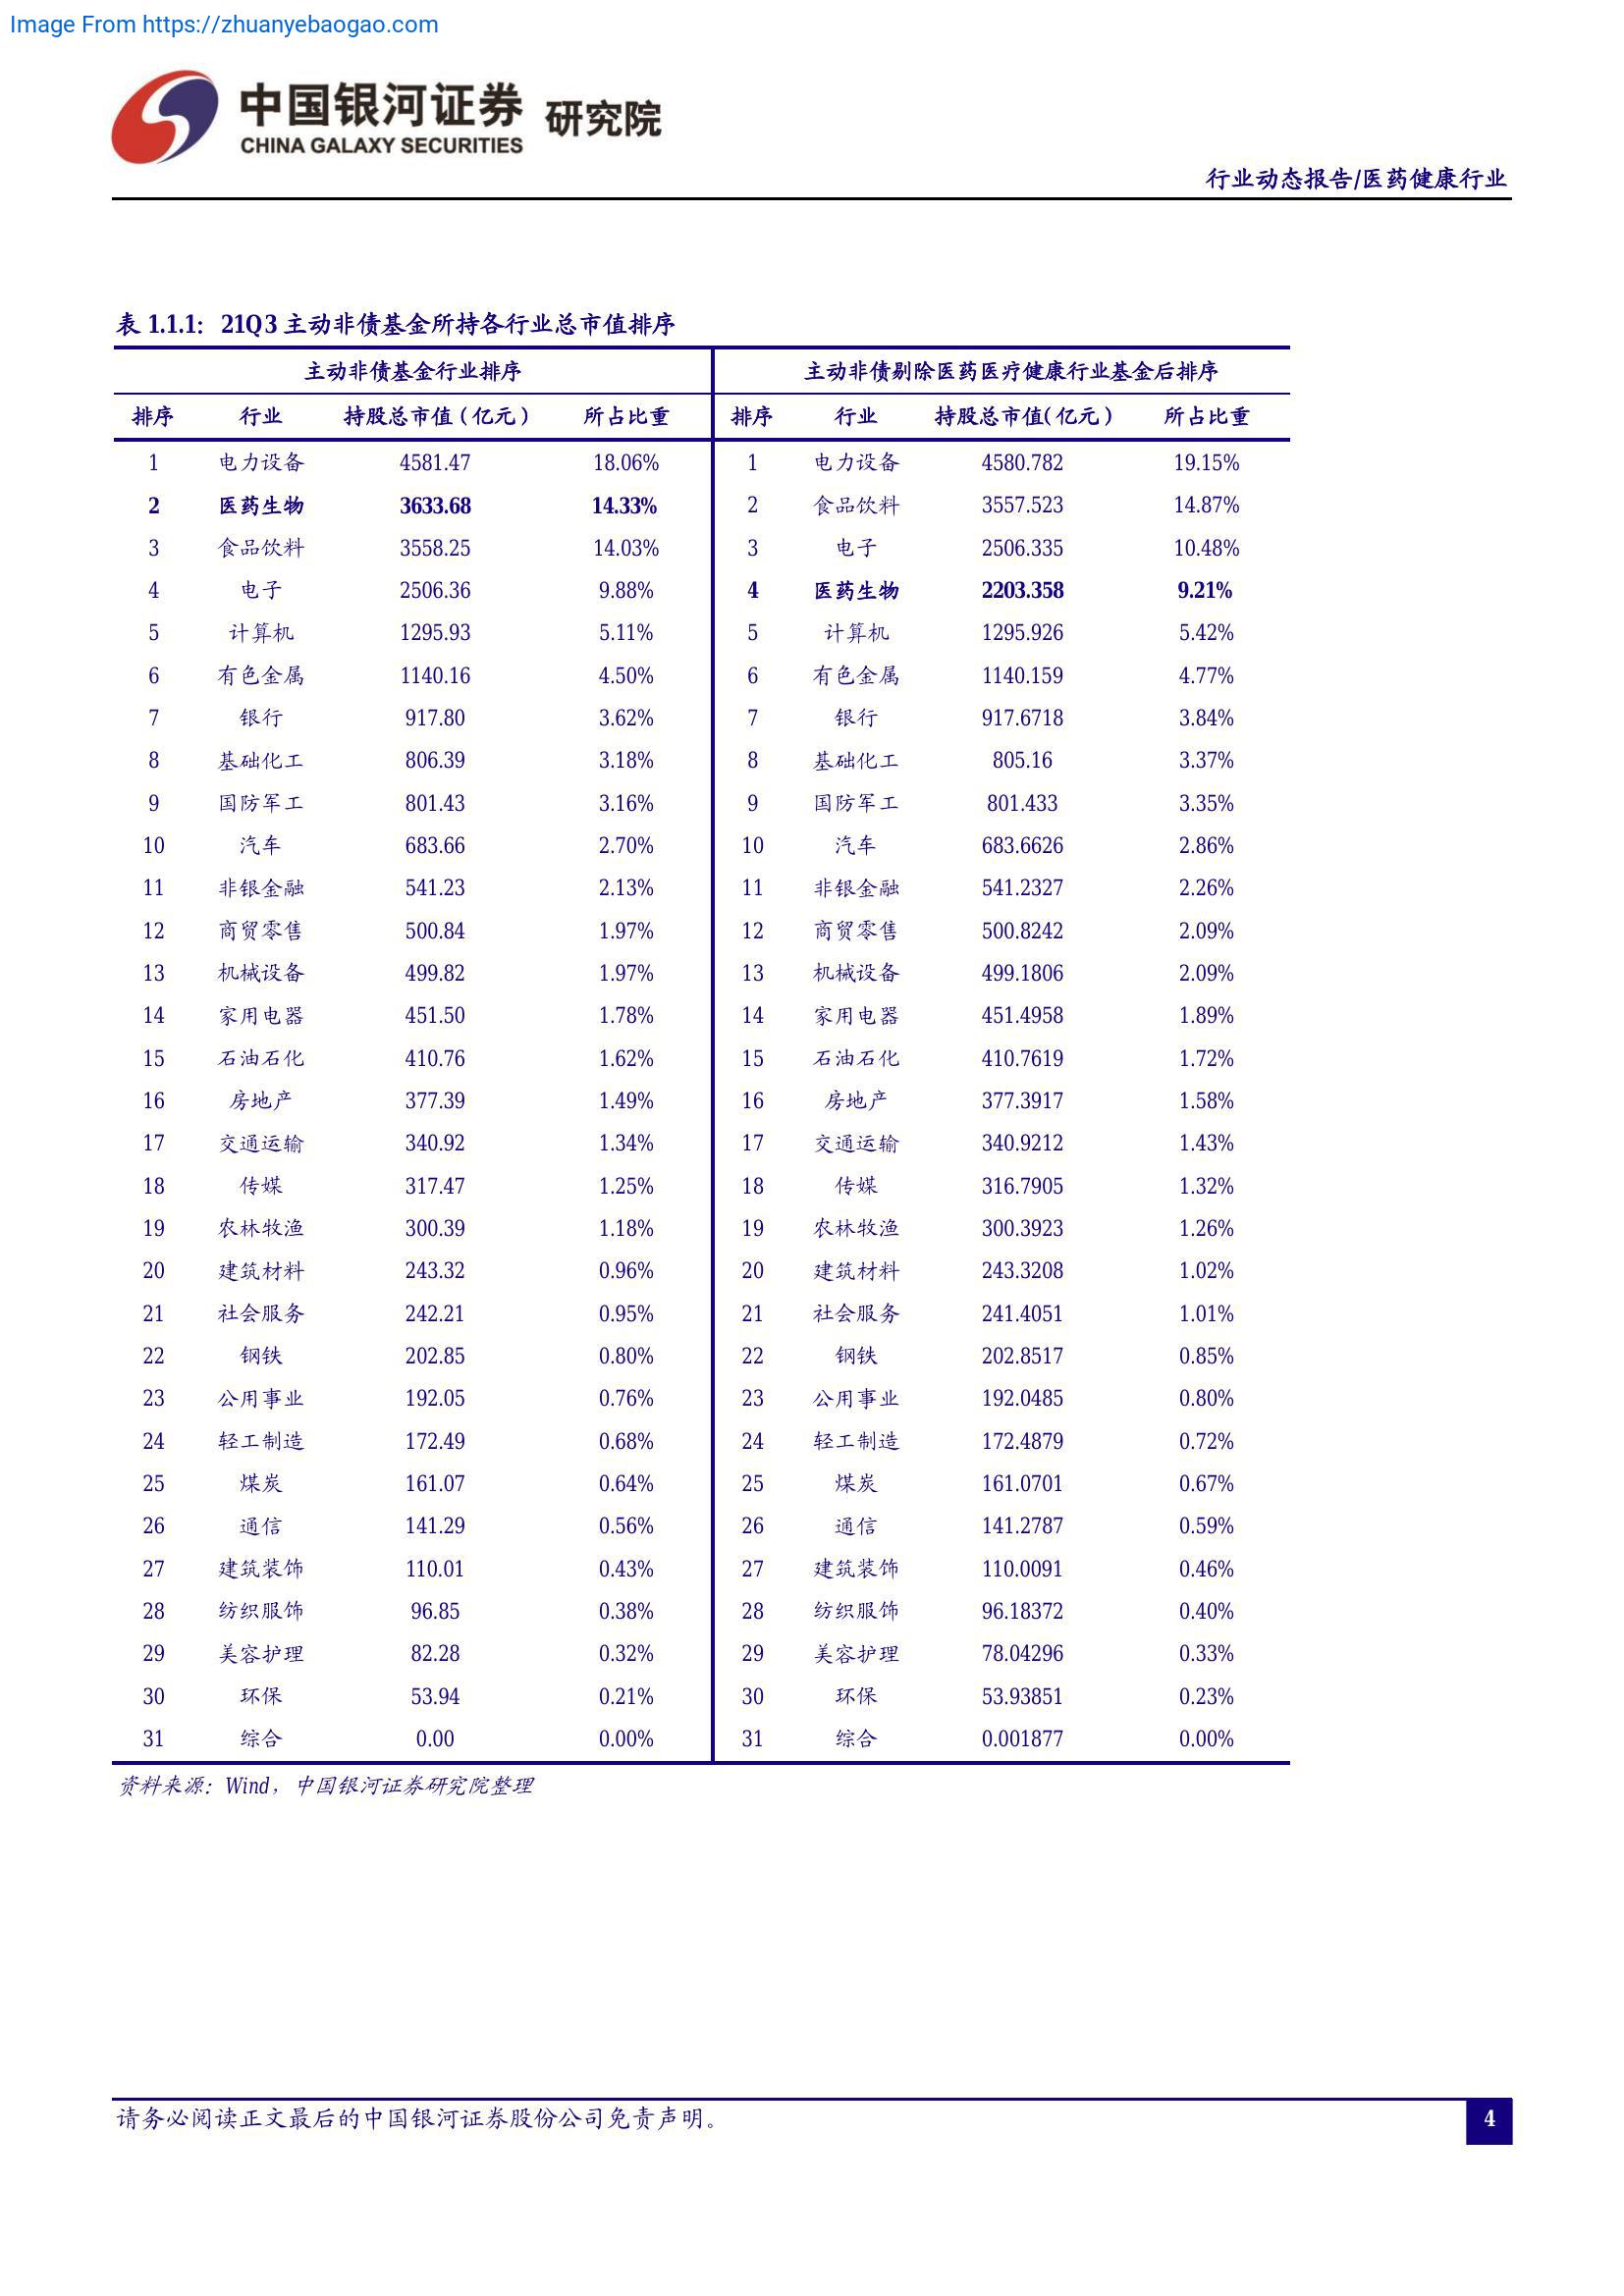 Image From https://zhuanyebaogao.com
中国银河证券 研究院
CHINA GALAXY SECURITIES
行业动态报告/医药健康行业
表 1.1.1: 21Q3 主动非债基金所持各行业总市值排序
主动非债基金行业排序 主动非债剔除医药医疗健康行业基金后排序
排序 行业 持股总市值（亿元） 所占比重 排序 行业 持股总市值(亿元) 所占比重
1 电力设备 4581.47 18.06% 1 电力设备 4580.782 19.15%
2 医药生物 3633.68 14.33% 2 食品饮料 3557.523 14.87%
3 食品饮料 3558.25 14.03% 3 电子 2506.335 10.48%
4 电子 2506.36 9.88% 4 医药生物 2203.358 9.21%
5 计算机 1295.93 5.11% 5 计算机 1295.926 5.42%
6 有色金属 1140.16 4.50% 6 有色金属 1140.159 4.77%
7 银行 917.80 3.62% 7 银行 917.6718 3.84%
8 基础化工 806.39 3.18% 8 基础化工 805.16 3.37%
9 国防军工 801.43 3.16% 9 国防军工 801.433 3.35%
10 汽车 683.66 2.70% 10 汽车 683.6626 2.86%
11 非银金融 541.23 2.13% 11 非银金融 541.2327 2.26%
12 商贸零售 500.84 1.97% 12 商贸零售 500.8242 2.09%
13 机械设备 499.82 1.97% 13 机械设备 499.1806 2.09%
14 家用电器 451.50 1.78% 14 家用电器 451.4958 1.89%
15 石油石化 410.76 1.62% 15 石油石化 410.7619 1.72%
16 房地产 377.39 1.49% 16 房地产 377.3917 1.58%
17 交通运输 340.92 1.34% 17 交通运输 340.9212 1.43%
18 传媒 317.47 1.25% 18 传媒 316.7905 1.32%
19 农林牧渔 300.39 1.18% 19 农林牧渔 300.3923 1.26%
20 建筑材料 243.32 0.96% 20 建筑材料 243.3208 1.02%
21 社会服务 242.21 0.95% 21 社会服务 241.4051 1.01%
22 钢铁 202.85 0.80% 22 钢铁 202.8517 0.85%
23 公用事业 192.05 0.76% 23 公用事业 192.0485 0.80%
24 轻工制造 172.49 0.68% 24 轻工制造 172.4879 0.72%
25 煤炭 161.07 0.64% 25 煤炭 161.0701 0.67%
26 通信 141.29 0.56% 26 通信 141.2787 0.59%
27 建筑装饰 110.01 0.43% 27 建筑装饰 110.0091 0.46%
28 纺织服饰 96.85 0.38% 28 纺织服饰 96.18372 0.40%
29 美容护理 82.28 0.32% 29 美容护理 78.04296 0.33%
30 环保 53.94 0.21% 30 环保 53.93851 0.23%
31 综合 0.00 0.00% 31 综合 0.001877 0.00%
资料来源：Wind，中国银河证券研究院整理
请务必阅读正文最后的中国银河证券股份公司免责声明。
4